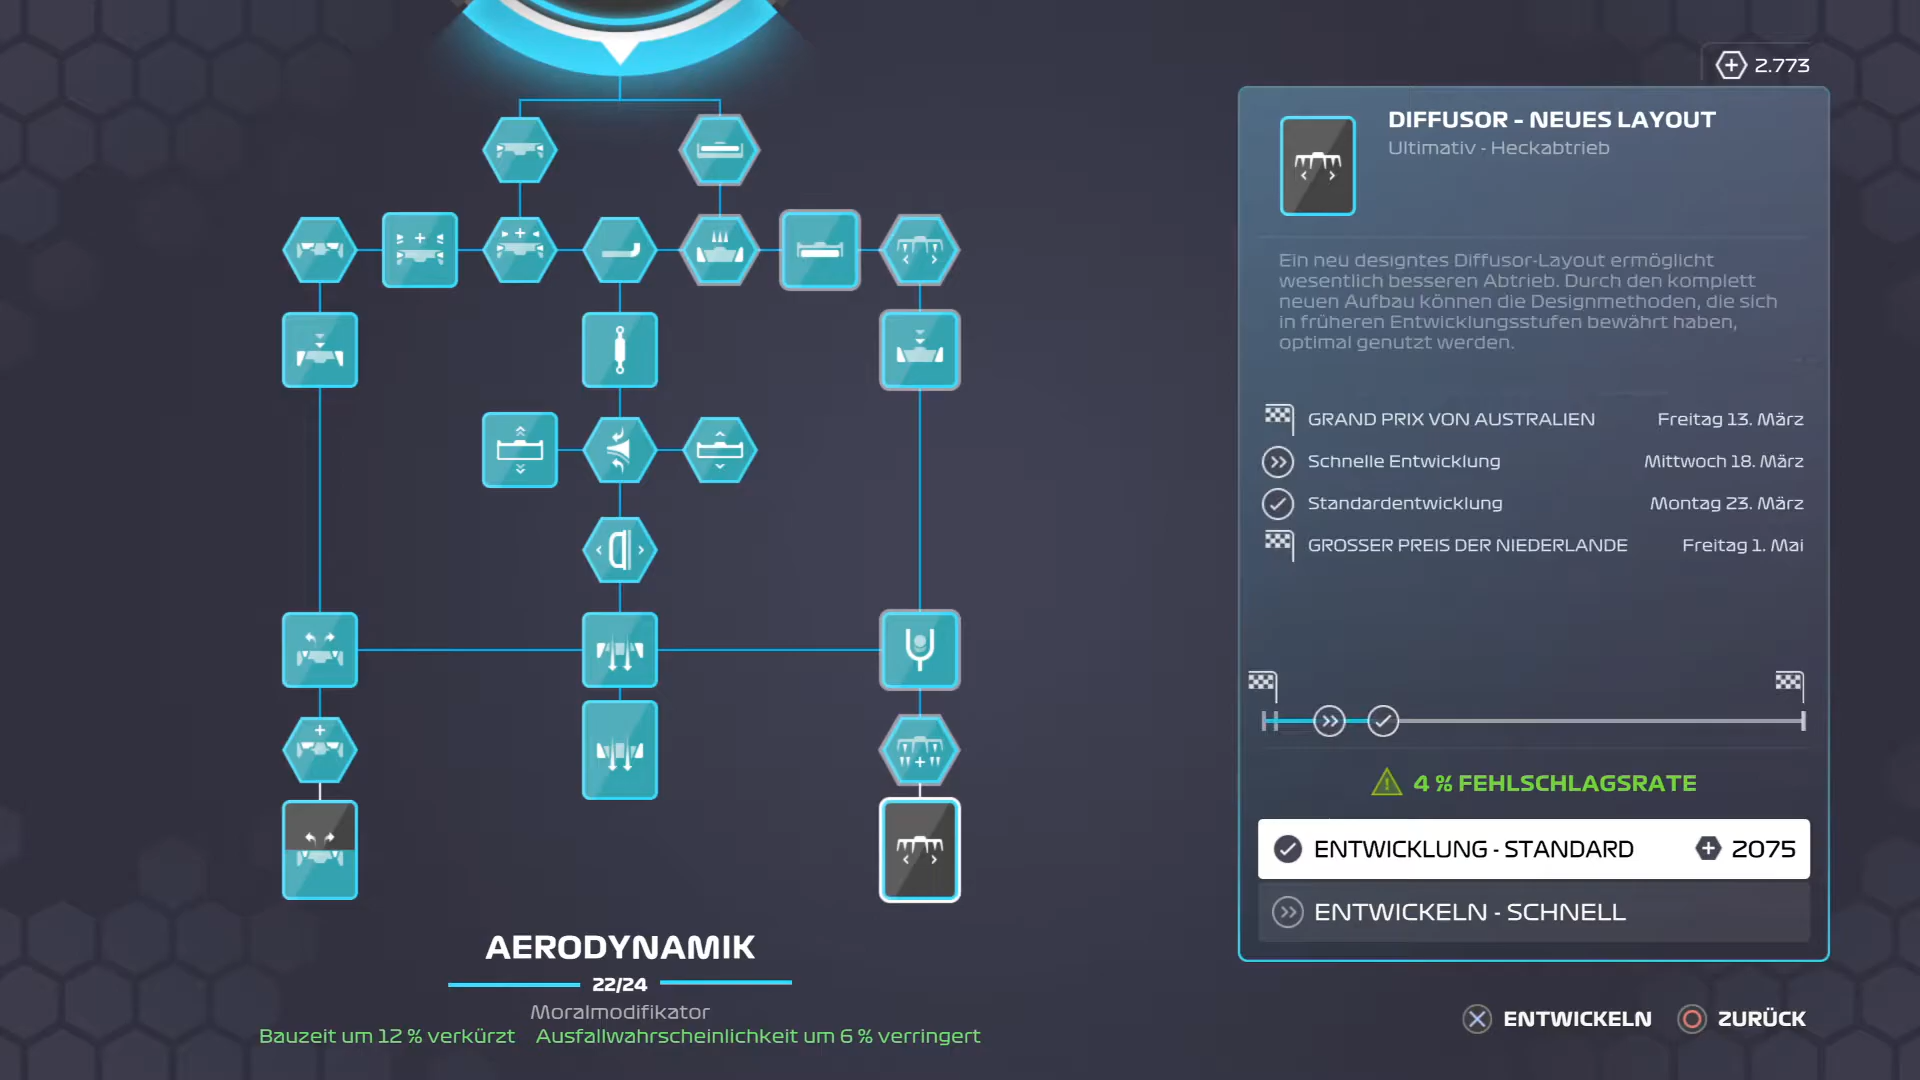 2.773
DIFFUSOR - NEUES LAYOUT
Ultimativ - Heckabtrieb
Ein neu designtes Diffusor-Layout ermöglicht
wesentlich besseren Abtrieb. Durch den komplett
neuen Aufbau können die Designmethoden, die sich
in früheren Entwicklungsstufen bewährt haben,
optimal genutzt werden.
GRAND PRIX VON AUSTRALIEN Freitag 13. März
Schnelle Entwicklung Mittwoch 18. März
Standardentwicklung Montag 23. März
GROSSER PREIS DER NIEDERLANDE Freitag 1. Mai
4 % FEHLSCHLAGSRATE
ENTWICKLUNG - STANDARD 2075
ENTWICKELN - SCHNELL
AERODYNAMIK
22/24
Moralmodifikator
Bauzeit um 12 % verkürzt Ausfallwahrscheinlichkeit um 6 % verringert
ENTWICKELN ZURÜCK